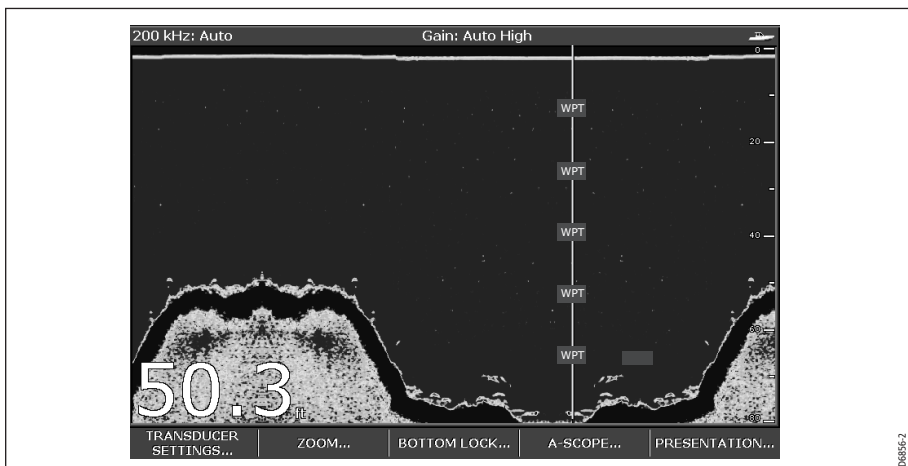 200 kHz: Auto Gain: Auto High
0
WPT
20
WPT
WPT
40
WPT
60
WPT
80
50.3 ft
TRANSDUCER SETTINGS... ZOOM... BOTTOM LOCK... A-SCOPE... PRESENTATION...
D6856-2